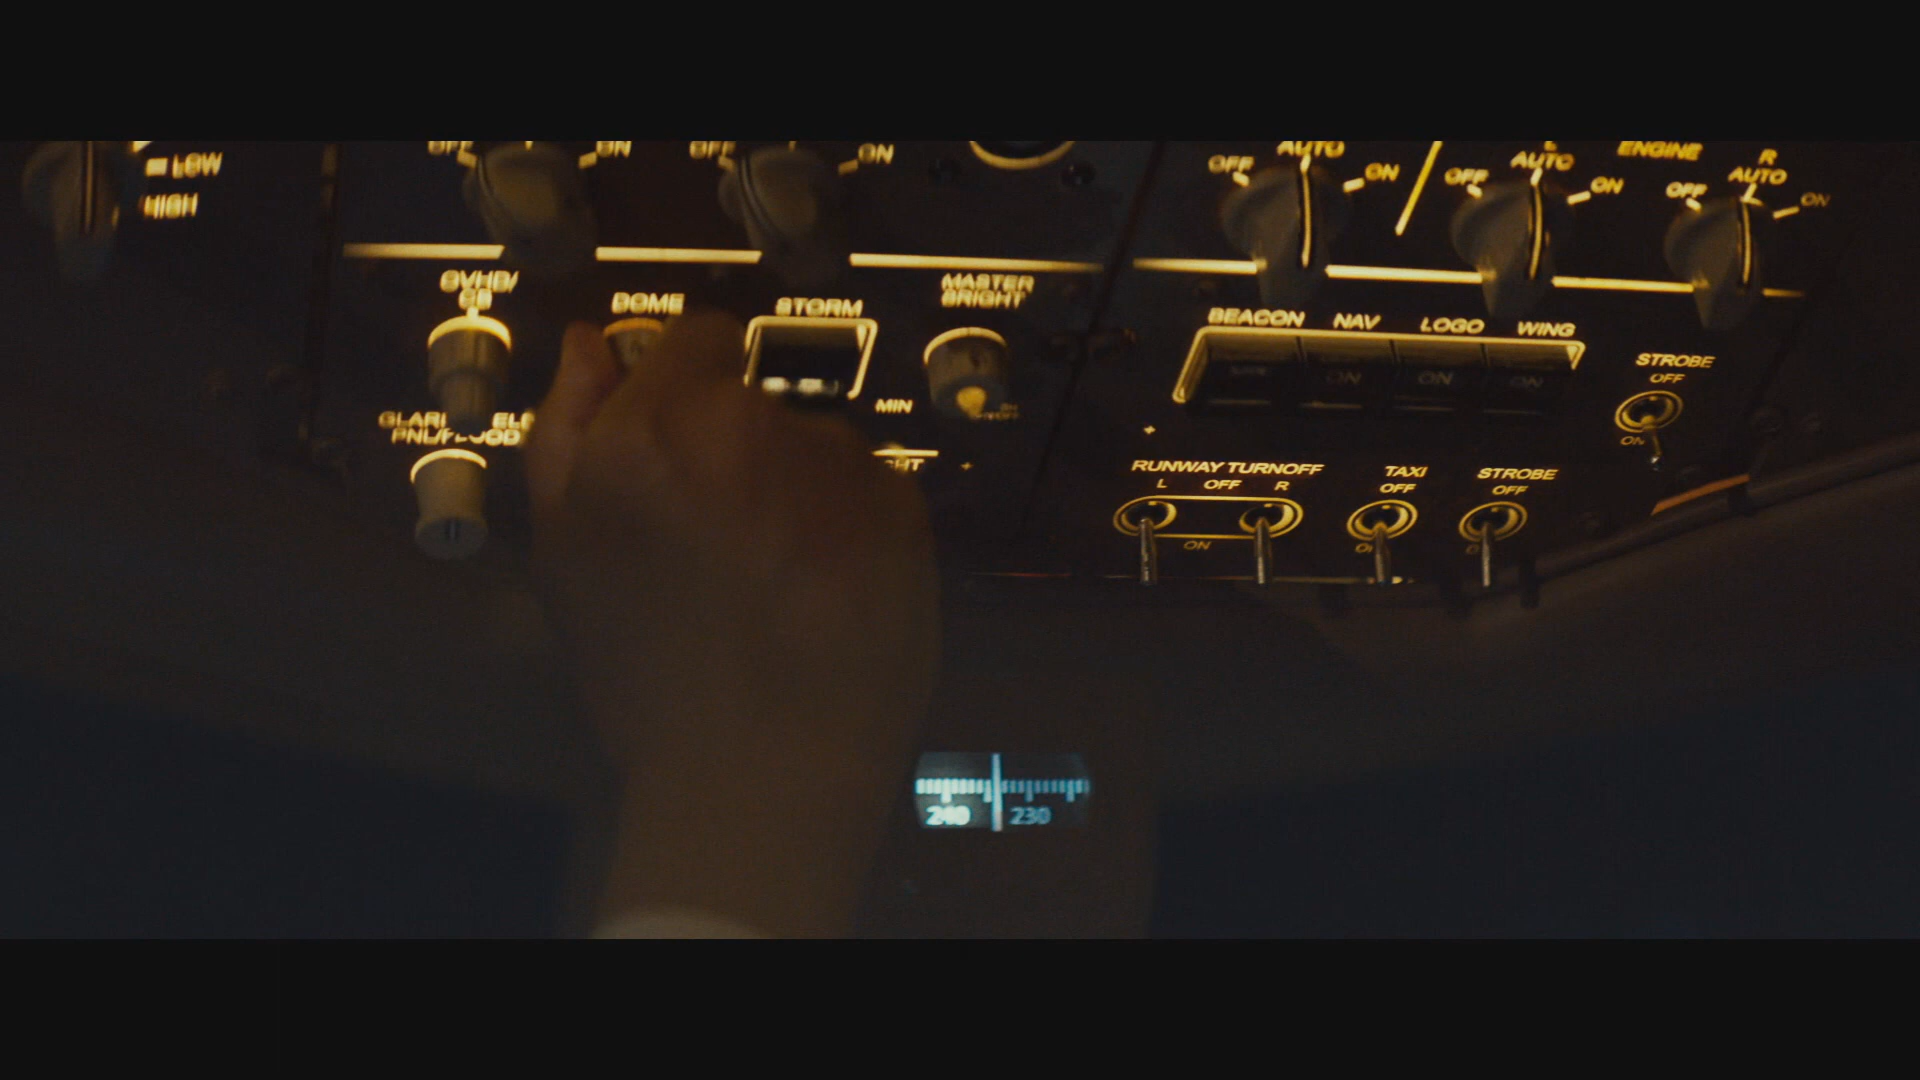 LOW
HIGH
OFF ON
OFF ON
OFF AUTO ON
L
OFF AUTO ON
ENGINE
R
OFF AUTO ON
OVHD/
CB
DOME
STORM
MASTER
BRIGHT
BEACON NAV LOGO WING
ON ON ON
STROBE
OFF
ON
MIN
PNL/FLOOD
RUNWAY TURNOFF
L OFF R
ON
TAXI
OFF
STROBE
OFF
240 230